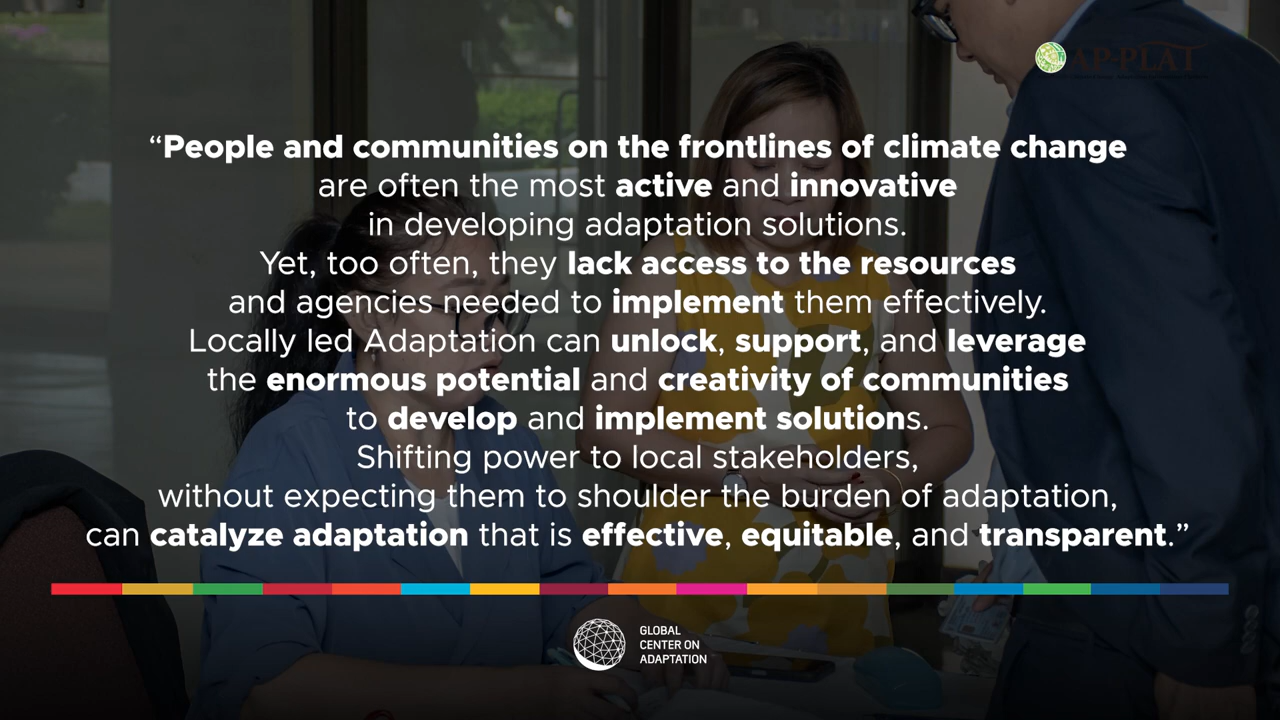 AP-PLAT
“People and communities on the frontlines of climate change
are often the most active and innovative
in developing adaptation solutions.
Yet, too often, they lack access to the resources
and agencies needed to implement them effectively.
Locally led Adaptation can unlock, support, and leverage
the enormous potential and creativity of communities
to develop and implement solutions.
Shifting power to local stakeholders,
without expecting them to shoulder the burden of adaptation,
can catalyze adaptation that is effective, equitable, and transparent.”
GLOBAL
CENTER ON
ADAPTATION